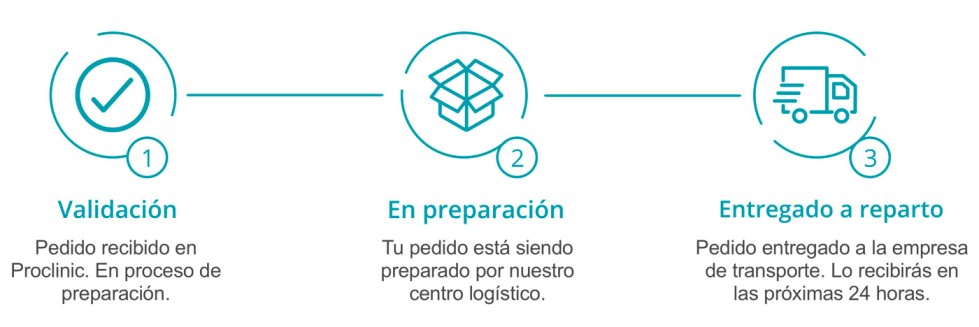 1
Validación
Pedido recibido en
Proclinic. En proceso de
preparación.
2
En preparación
Tu pedido está siendo
preparado por nuestro
centro logístico.
3
Entregado a reparto
Pedido entregado a la empresa
de transporte. Lo recibirás en
las próximas 24 horas.